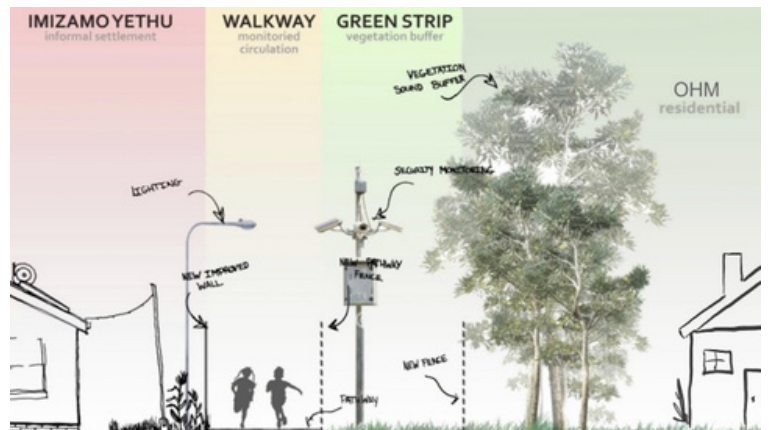 IMIZAMO YETHU
informal settlement
WALKWAY
monitoried
circulation
GREEN STRIP
vegetation buffer
VEGETATION
SOUND BUFFER
OHM
residential
LIGHTING
SECURITY MONITORING
NEW IMPROVED
WALL
NEW PATHWAY
FENCE
NEW FENCE
PATHWAY